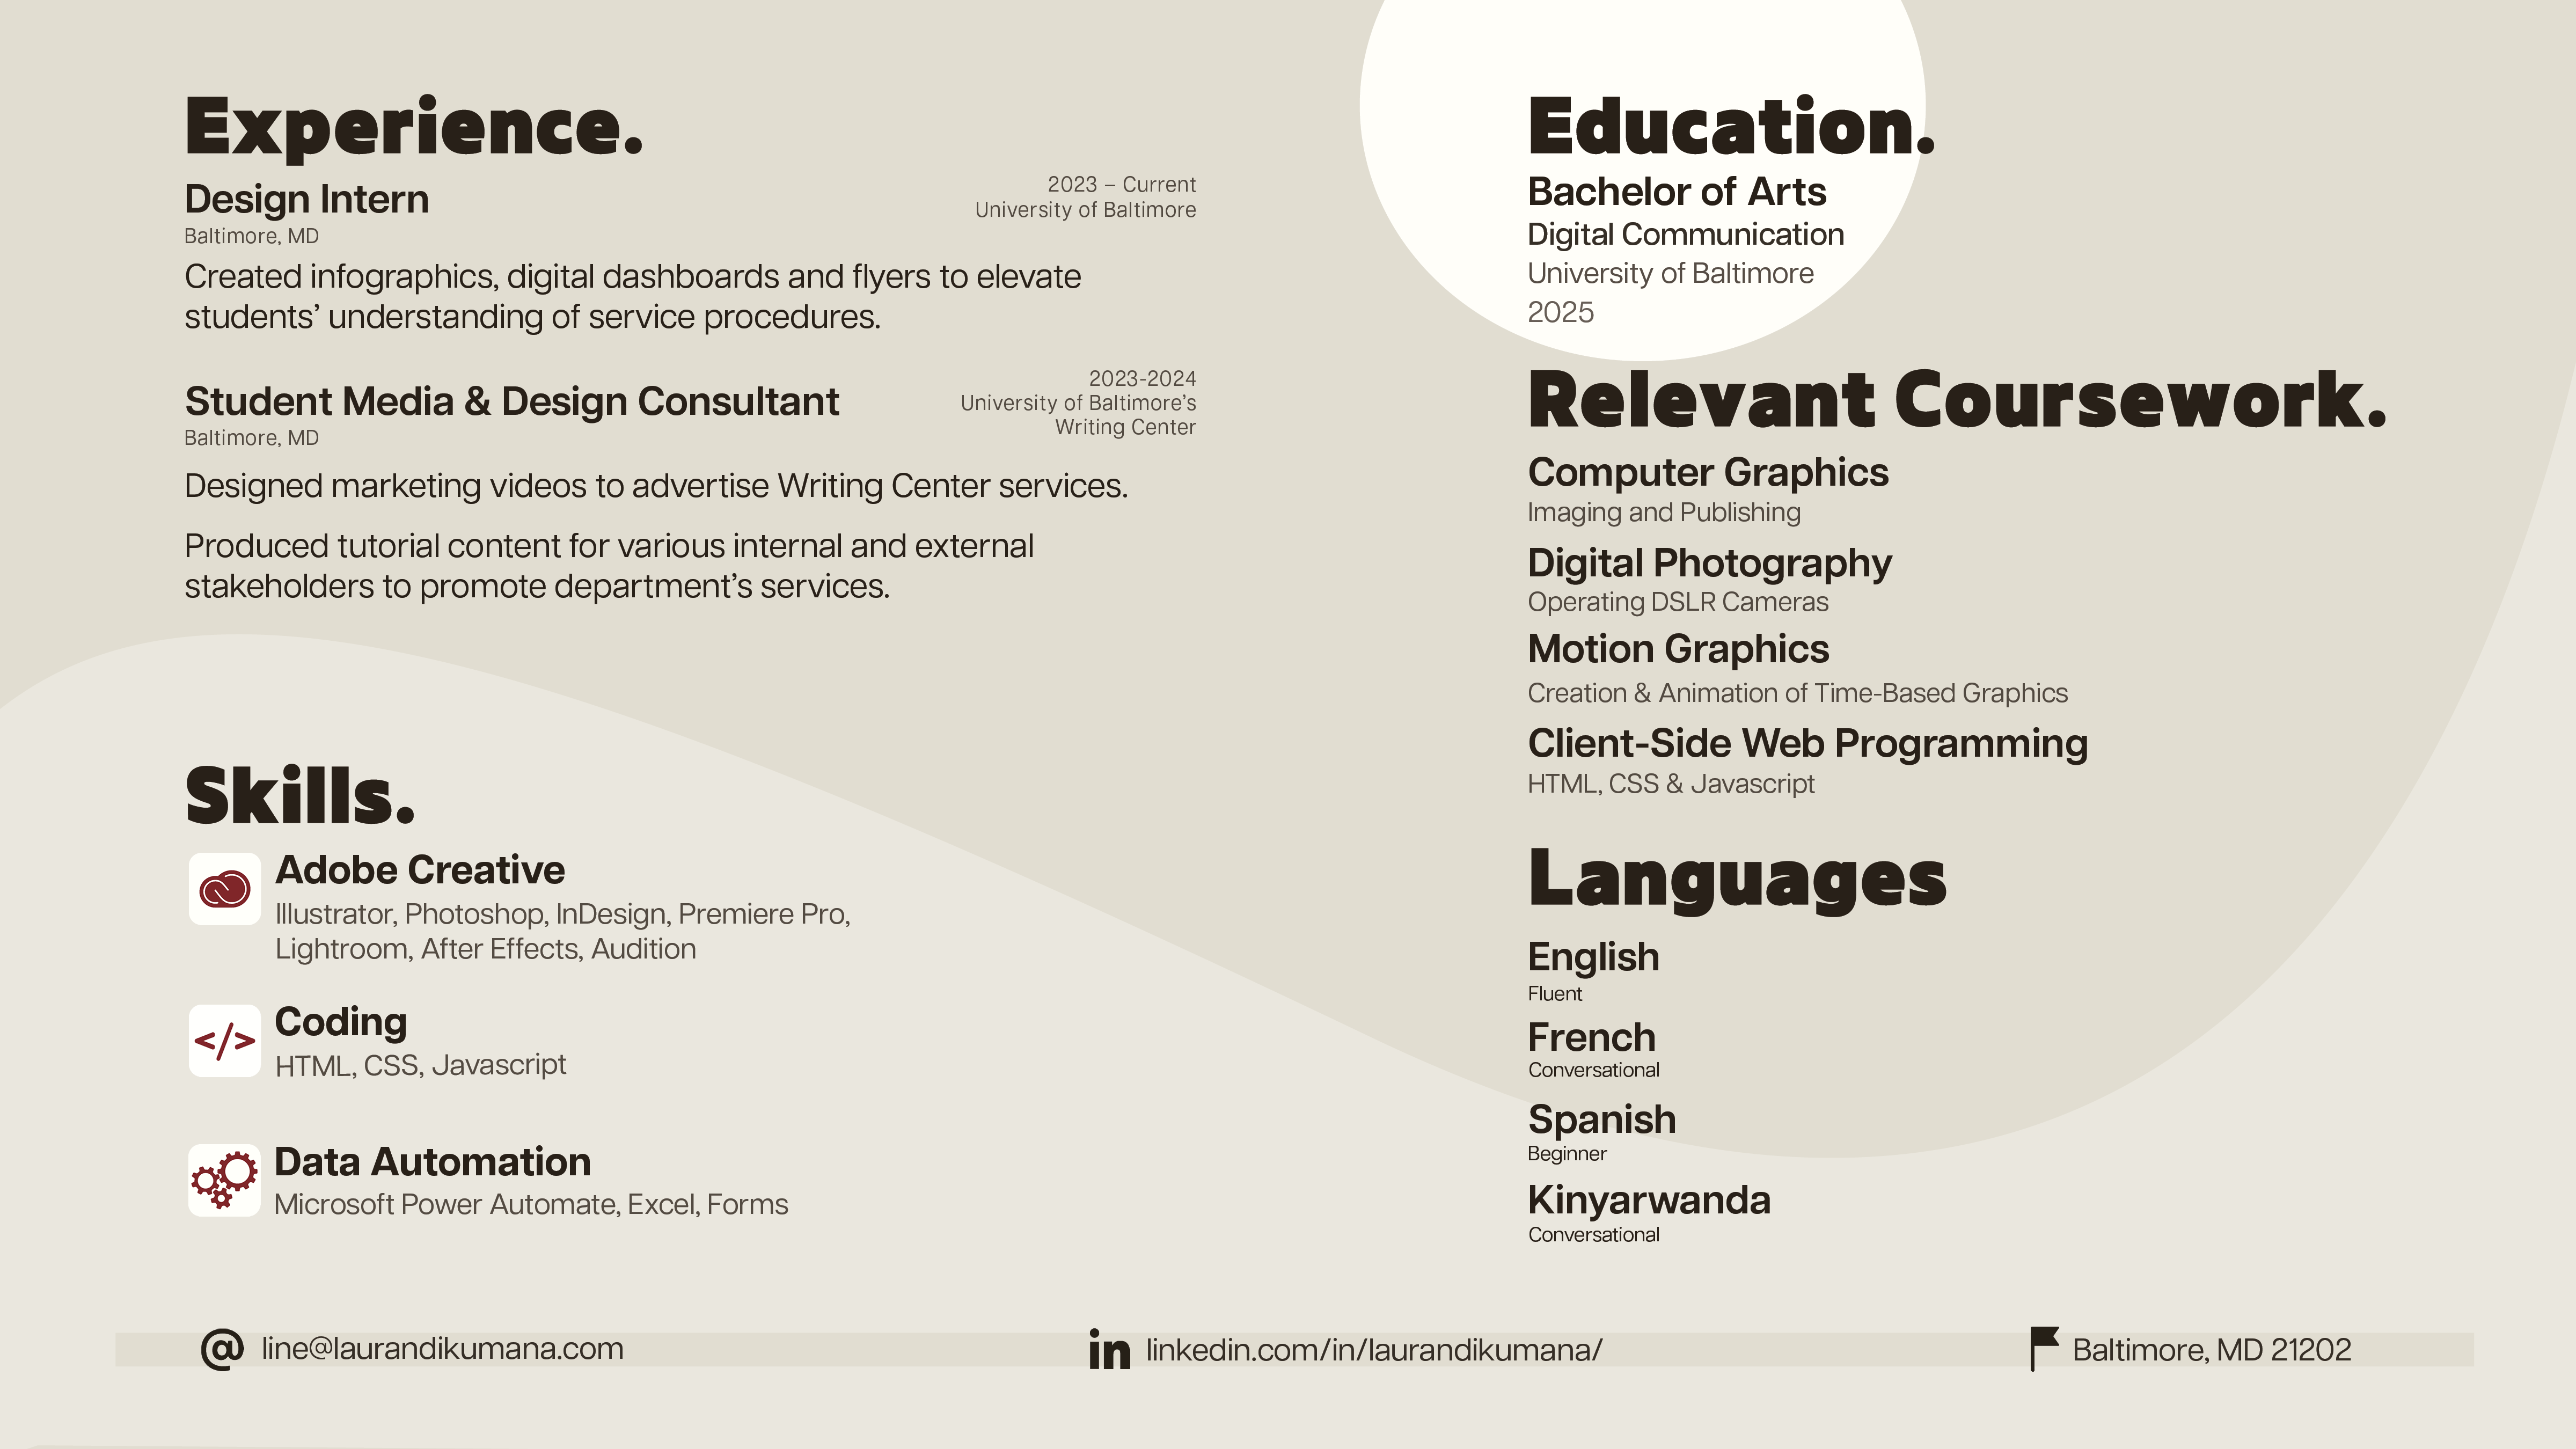 Experience.
Design Intern
2023 – Current
University of Baltimore
Baltimore, MD
Created infographics, digital dashboards and flyers to elevate
students’ understanding of service procedures.
Student Media & Design Consultant
2023-2024
University of Baltimore’s
Writing Center
Baltimore, MD
Designed marketing videos to advertise Writing Center services.
Produced tutorial content for various internal and external
stakeholders to promote department’s services.
Skills.
Adobe Creative
Illustrator, Photoshop, InDesign, Premiere Pro,
Lightroom, After Effects, Audition
</>
Coding
HTML, CSS, Javascript
Data Automation
Microsoft Power Automate, Excel, Forms
Education.
Bachelor of Arts
Digital Communication
University of Baltimore
2025
Relevant Coursework.
Computer Graphics
Imaging and Publishing
Digital Photography
Operating DSLR Cameras
Motion Graphics
Creation & Animation of Time-Based Graphics
Client-Side Web Programming
HTML, CSS & Javascript
Languages
English
Fluent
French
Conversational
Spanish
Beginner
Kinyarwanda
Conversational
@ line@laurandikumana.com
in linkedin.com/in/laurandikumana/
Baltimore, MD 21202